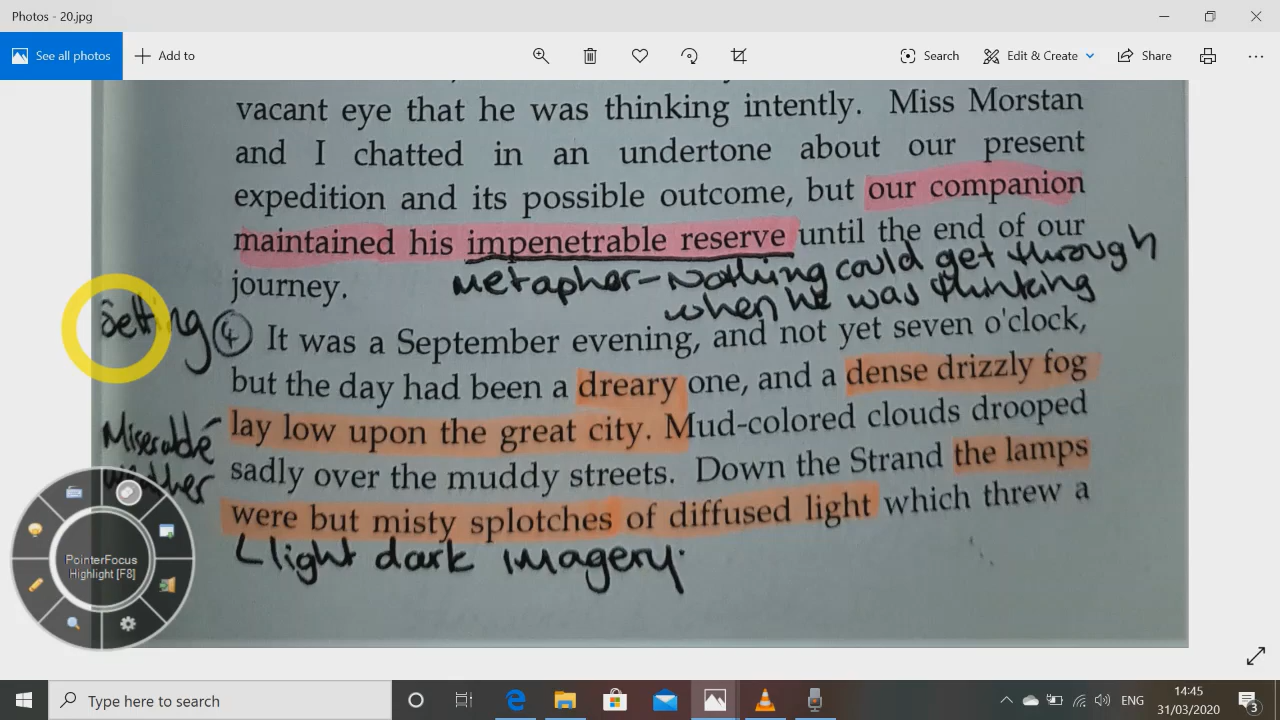 Photos - 20.jpg
See all photos
Add to
Search
Edit & Create
Share
vacant eye that he was thinking intently. Miss Morstan
and I chatted in an undertone about our present
expedition and its possible outcome, but our companion
maintained his impenetrable reserve until the end of our
journey.
Metaphor - Nothing could get through
when he was thinking
Setting
④ It was a September evening, and not yet seven o'clock,
but the day had been a dreary one, and a dense drizzly fog
lay low upon the great city. Mud-colored clouds drooped
Miserable
sadly over the muddy streets. Down the Strand the lamps
weather
were but misty splotches of diffused light which threw a
light dark imagery.
PointerFocus
Highlight [F8]
Type here to search
ENG
14:45
31/03/2020
3